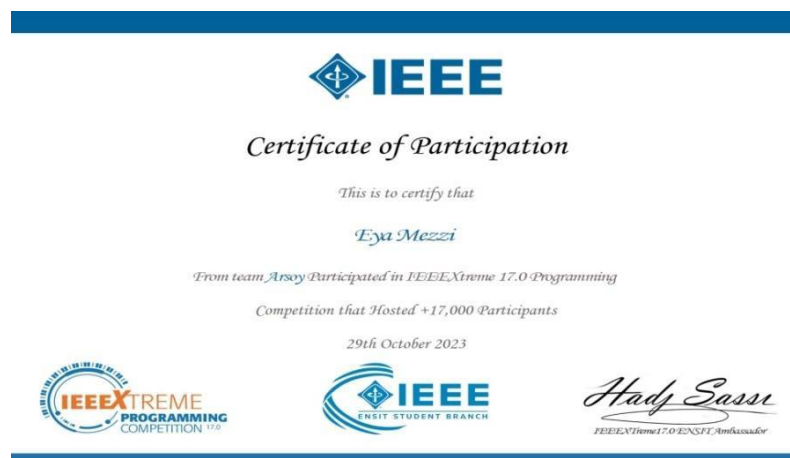 IEEE
Certificate of Participation
This is to certify that
Eya Mezzi
From team Arsoy Participated in IEEEXtreme 17.0 Programming
Competition that Hosted +17,000 Participants
29th October 2023
IEEEXTREME
PROGRAMMING
COMPETITION 17.0
IEEE
ENSIT STUDENT BRANCH
Hadj Sassi
IEEEXTreme17.0 ENSIT Ambassador